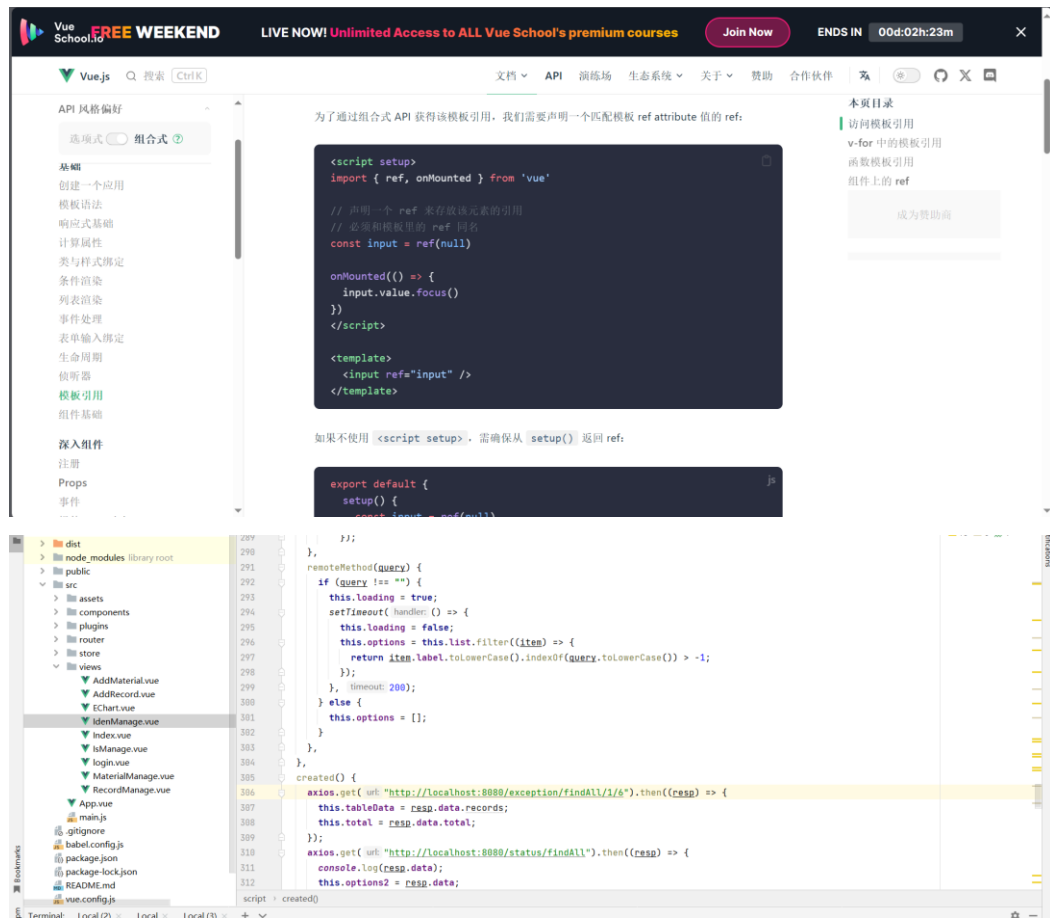 Vue School.io FREE WEEKEND LIVE NOW! Unlimited Access to ALL Vue School's premium courses Join Now ENDS IN 00d:02h:23m
Vue.js 搜索 Ctrl K 文档 API 演练场 生态系统 关于 赞助 合作伙伴
API 风格偏好
选项式 组合式 ?
基础
创建一个应用
模板语法
响应式基础
计算属性
类与样式绑定
条件渲染
列表渲染
事件处理
表单输入绑定
生命周期
侦听器
模板引用
组件基础
深入组件
注册
Props
事件
为了通过组合式 API 获得该模板引用，我们需要声明一个匹配模板 ref attribute 值的 ref:
<script setup>
import { ref, onMounted } from 'vue'
// 声明一个 ref 来存放该元素的引用
// 必须和模板里的 ref 同名
const input = ref(null)
onMounted(() => {
input.value.focus()
})
</script>
<template>
<input ref="input" />
</template>
如果不使用 <script setup>，需确保从 setup() 返回 ref:
js
export default {
setup() {
const input = ref(null)
本页目录
访问模板引用
v-for 中的模板引用
函数模板引用
组件上的 ref
成为赞助商
dist
node_modules library root
public
src
assets
components
plugins
router
store
views
AddMaterial.vue
AddRecord.vue
EChart.vue
IdenManage.vue
Index.vue
IsManage.vue
login.vue
MaterialManage.vue
RecordManage.vue
App.vue
main.js
.gitignore
babel.config.js
package.json
package-lock.json
README.md
vue.config.js
Bookmarks
289 });
290 },
291 remoteMethod(query) {
292 if (query !== "") {
293 this.loading = true;
294 setTimeout( handler: () => {
295 this.loading = false;
296 this.options = this.list.filter((item) => {
297 return item.label.toLowerCase().indexOf(query.toLowerCase()) > -1;
298 });
299 }, timeout: 200);
300 } else {
301 this.options = [];
302 }
303 },
304 },
305 created() {
306 axios.get( url: "http://localhost:8080/exception/findAll/1/6").then((resp) => {
307 this.tableData = resp.data.records;
308 this.total = resp.data.total;
309 });
310 axios.get( url: "http://localhost:8080/status/findAll").then((resp) => {
311 console.log(resp.data);
312 this.options2 = resp.data;
script › created()
Terminal: Local (2) × Local × Local (3) × +